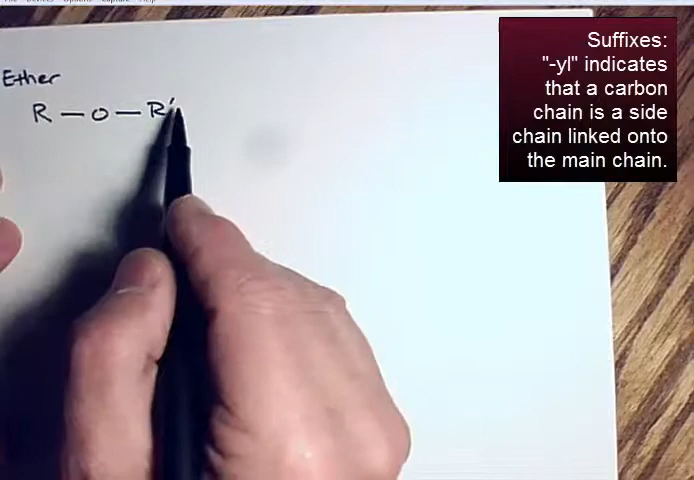 Ether
R — O — R'
Suffixes:
"-yl" indicates
that a carbon
chain is a side
chain linked onto
the main chain.